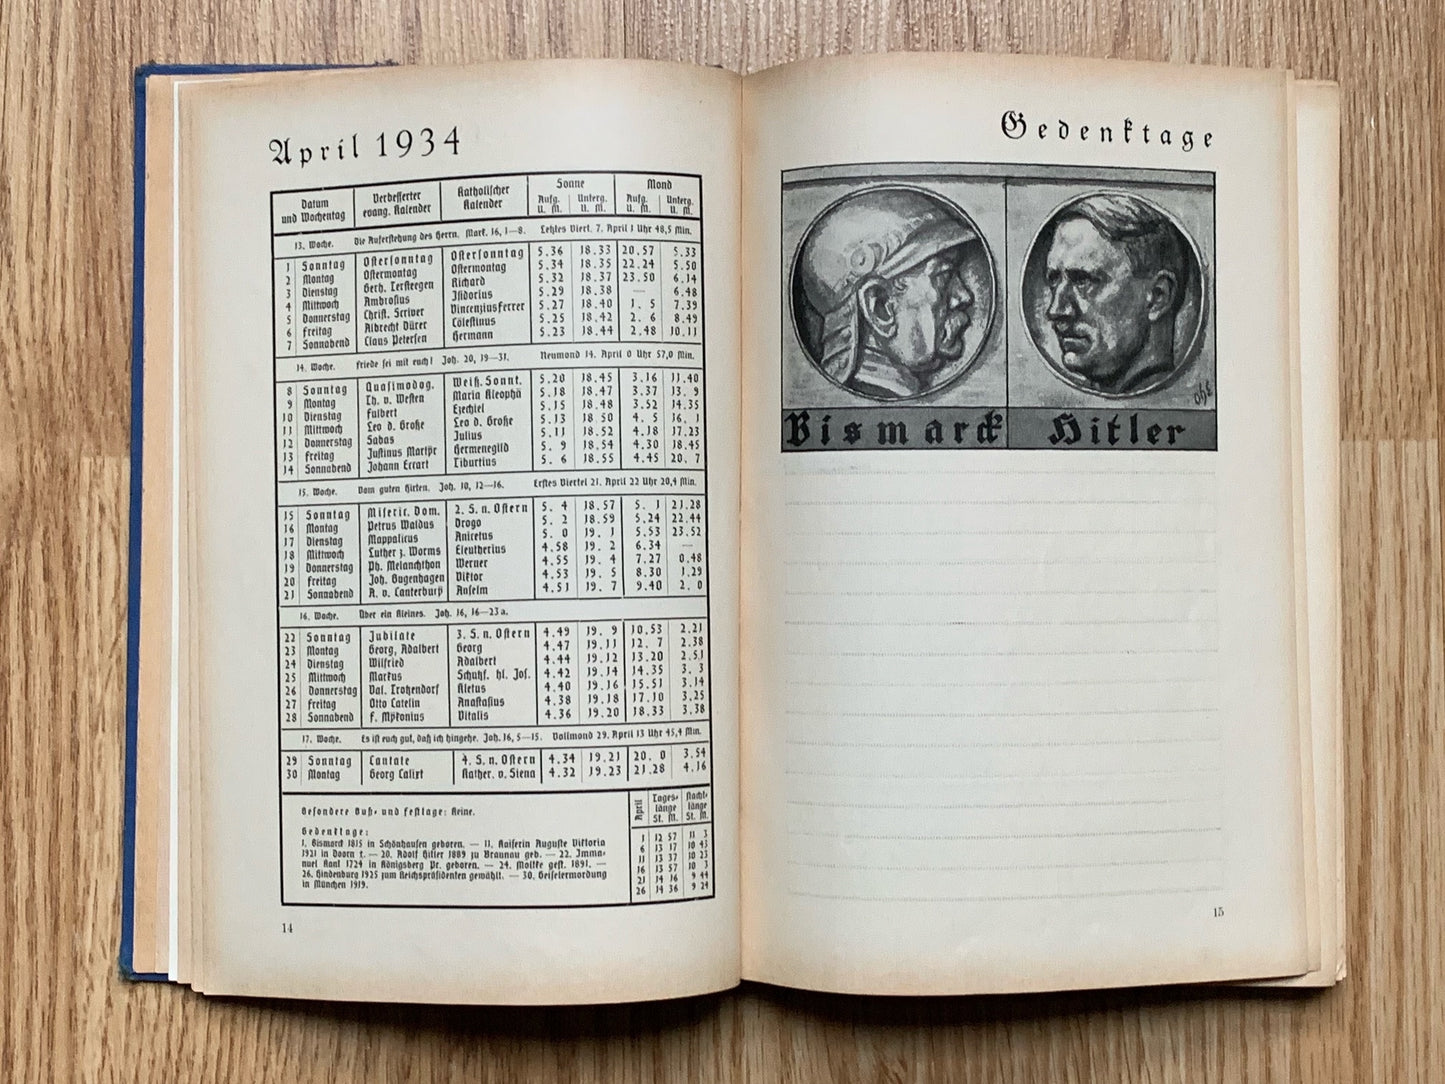 April 1934
Datum und Wochentag | Verbesserter evang. Kalender | Katholischer Kalender | Sonne Aufg. U. M. | Unterg. U. M. | Mond Aufg. U. M. | Unterg. U. M.
13. Woche. Die Auferstehung des Herrn. Mark. 16, 1—8. Letztes Viert. 7. April 1 Uhr 48,5 Min.
1 Sonntag Ostersonntag Ostersonntag 5.36 18.33 20.57 5.33
2 Montag Ostermontag Ostermontag 5.34 18.35 22.24 5.50
3 Dienstag Gerh. Tersteegen Richard 5.32 18.37 23.50 6.14
4 Mittwoch Ambrosius Isidorius 5.29 18.38 — 6.48
5 Donnerstag Christ. Scriver Vincenziusferrer 5.27 18.40 1. 5 7.39
6 Freitag Albrecht Dürer Cölestinus 5.25 18.42 2. 6 8.49
7 Sonnabend Claus Petersen Hermann 5.23 18.44 2.48 10.11
14. Woche. Friede sei mit euch! Joh. 20, 19—31. Neumond 14. April 0 Uhr 57,0 Min.
8 Sonntag Quasimodog. Weiß. Sonnt. 5.20 18.45 3.16 11.40
9 Montag Th. v. Westen Maria Kleophä 5.18 18.47 3.37 13. 9
10 Dienstag Fulbert Ezechiel 5.15 18.48 3.52 14.35
11 Mittwoch Leo d. Große Leo d. Große 5.13 18 50 4. 5 16. 1
12 Donnerstag Sabas Julius 5.11 18.52 4.18 17.23
13 Freitag Justinus Martyr Hermenegild 5. 9 18.54 4.30 18.45
14 Sonnabend Johann Eccart Tiburtius 5. 6 18.55 4.45 20. 7
15. Woche. Vom guten Hirten. Joh. 10, 12—16. Erstes Viertel 21. April 22 Uhr 20,4 Min.
15 Sonntag Miseric. Dom. 2. S. n. Ostern 5. 4 18.57 5. 1 21.28
16 Montag Petrus Waldus Drogo 5. 2 18.59 5.24 22.44
17 Dienstag Mappalicus Anicetus 5. 0 19. 1 5.53 23.52
18 Mittwoch Luther z. Worms Eleutherius 4.58 19. 2 6.34 —
19 Donnerstag Ph. Melanchthon Werner 4.55 19. 4 7.27 0.48
20 Freitag Joh. Bugenhagen Viktor 4.53 19. 5 8.30 1.29
21 Sonnabend A. v. Canterbury Anselm 4.51 19. 7 9.40 2. 0
16. Woche. Über ein Kleines. Joh. 16, 16—23a.
22 Sonntag Jubilate 3. S. n. Ostern 4.49 19. 9 10.53 2.21
23 Montag Georg, Adalbert Georg 4.47 19.11 12. 7 2.38
24 Dienstag Wilfried Adalbert 4.44 19.12 13.20 2.51
25 Mittwoch Markus Schutzf. hl. Jos. 4.42 19.14 14.35 3. 3
26 Donnerstag Val. Trotzendorf Kletus 4.40 19.16 15.51 3.14
27 Freitag Otto Catelin Anastasius 4.38 19.18 17.10 3.25
28 Sonnabend F. Mykonius Vitalis 4.36 19.20 18.33 3.38
17. Woche. Es ist euch gut, daß ich hingehe. Joh. 16, 5—15. Vollmond 29. April 13 Uhr 45,4 Min.
29 Sonntag Cantate 4. S. n. Ostern 4.34 19.21 20. 0 3.54
30 Montag Georg Calixt Kathar. v. Siena 4.32 19.23 21.28 4.16
Besondere Buß- und Festtage: Keine.
Gedenktage:
1. Bismarck 1815 in Schönhausen geboren. — 11. Kaiserin Auguste Viktoria
1921 in Doorn †. — 20. Adolf Hitler 1889 zu Braunau geb. — 22. Imma-
nuel Kant 1724 in Königsberg Pr. geboren. — 24. Moltke gest. 1891. —
26. Hindenburg 1925 zum Reichspräsidenten gewählt. — 30. Geiselermordung
in München 1919.
April | Tages-länge St. M. | Nacht-länge St. M.
1 12 57 11 3
6 13 17 10 43
11 13 37 10 23
16 13 57 10 3
21 14 16 9 44
26 14 36 9 24
14
Gedenktage
Bismarck Hitler
15